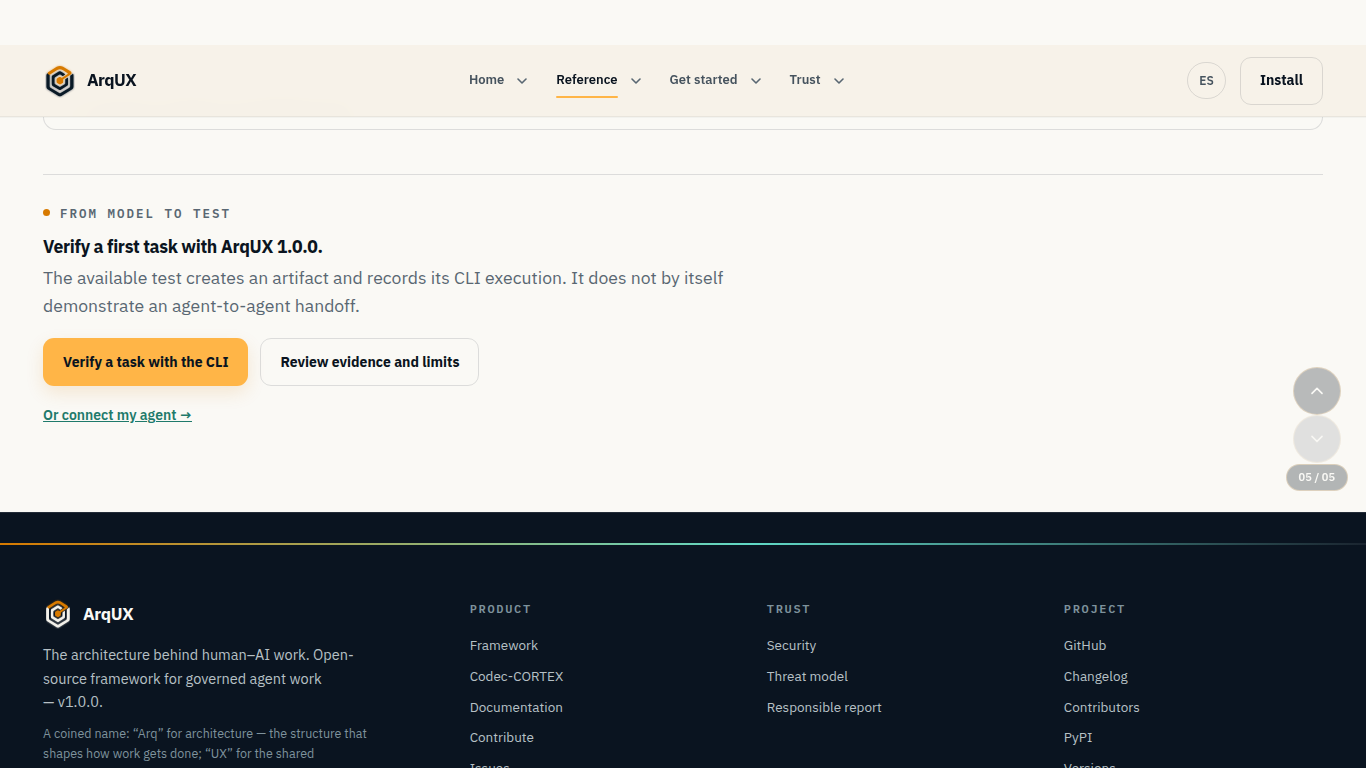 ArqUX
Home
Reference
Get started
Trust
ES
Install
FROM MODEL TO TEST
Verify a first task with ArqUX 1.0.0.
The available test creates an artifact and records its CLI execution. It does not by itself
demonstrate an agent-to-agent handoff.
Verify a task with the CLI
Review evidence and limits
Or connect my agent →
05 / 05
ArqUX
The architecture behind human–AI work. Open-
source framework for governed agent work
— v1.0.0.
A coined name: “Arq” for architecture — the structure that
shapes how work gets done; “UX” for the shared
PRODUCT
Framework
Codec-CORTEX
Documentation
Contribute
Issues
TRUST
Security
Threat model
Responsible report
PROJECT
GitHub
Changelog
Contributors
PyPI
Versions